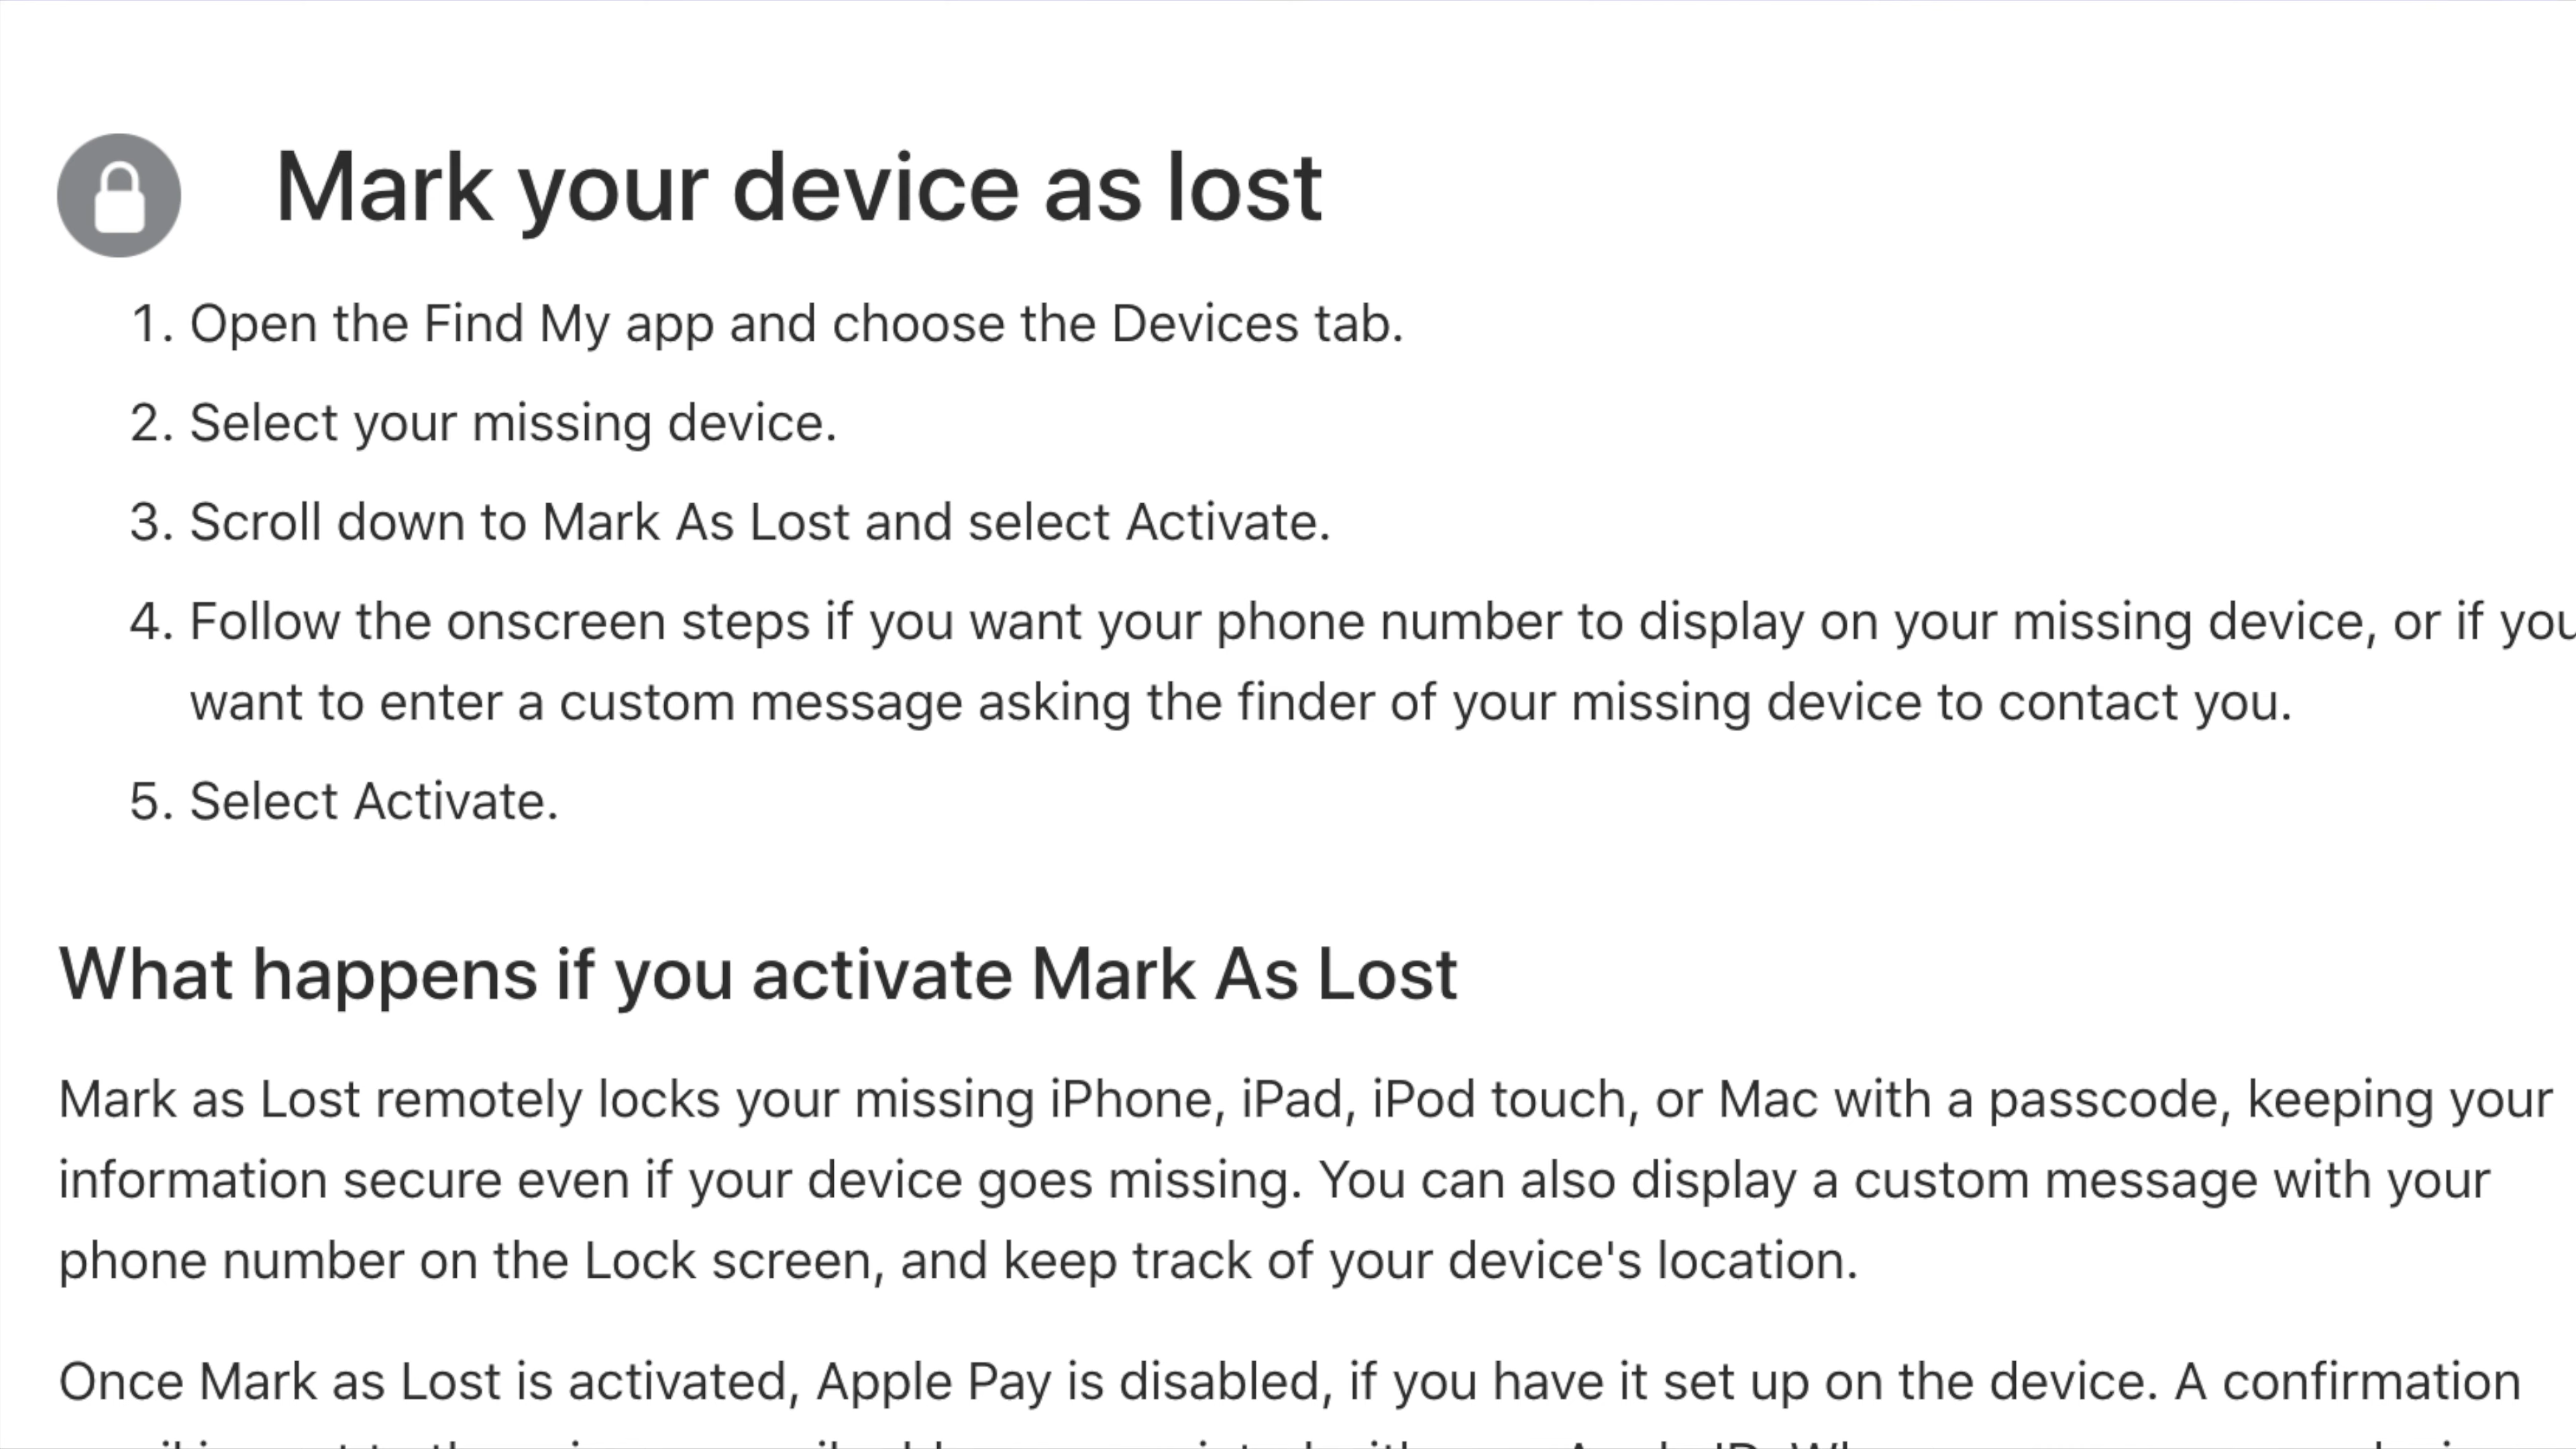 Mark your device as lost
1. Open the Find My app and choose the Devices tab.
2. Select your missing device.
3. Scroll down to Mark As Lost and select Activate.
4. Follow the onscreen steps if you want your phone number to display on your missing device, or if you
want to enter a custom message asking the finder of your missing device to contact you.
5. Select Activate.
What happens if you activate Mark As Lost
Mark as Lost remotely locks your missing iPhone, iPad, iPod touch, or Mac with a passcode, keeping your
information secure even if your device goes missing. You can also display a custom message with your
phone number on the Lock screen, and keep track of your device's location.
Once Mark as Lost is activated, Apple Pay is disabled, if you have it set up on the device. A confirmation